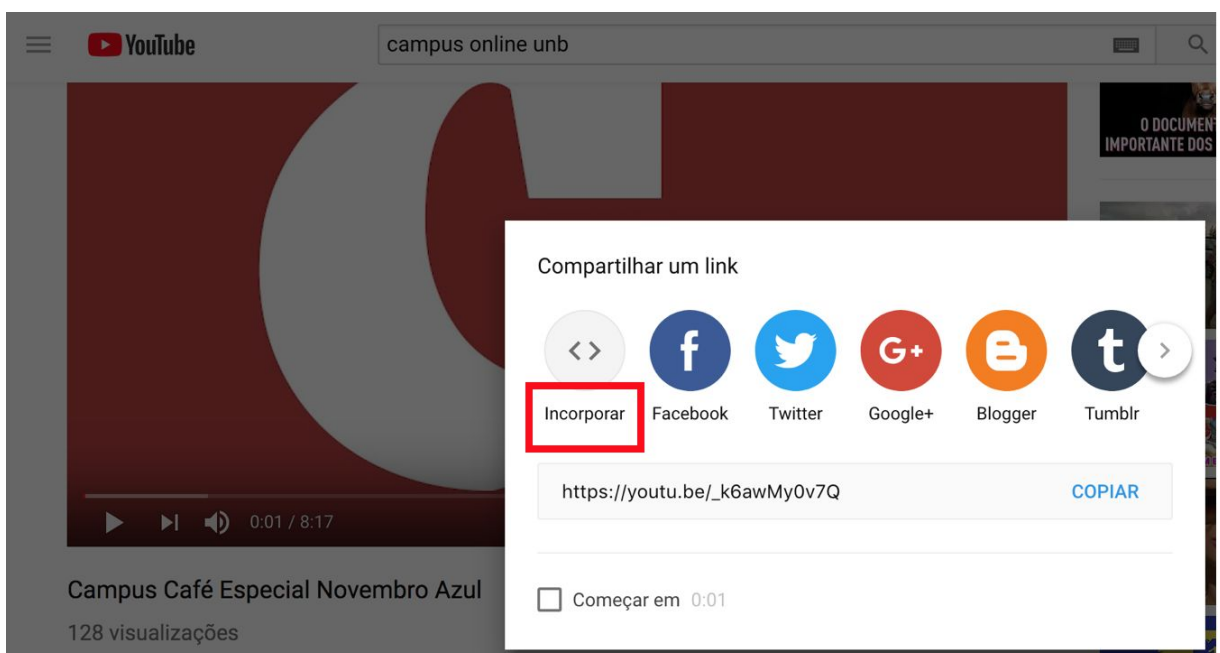 YouTube
campus online unb
O DOCUMEN
IMPORTANTE DOS
Compartilhar um link
Incorporar Facebook Twitter Google+ Blogger Tumblr
https://youtu.be/_k6awMy0v7Q COPIAR
0:01 / 8:17
Campus Café Especial Novembro Azul
Começar em 0:01
128 visualizações